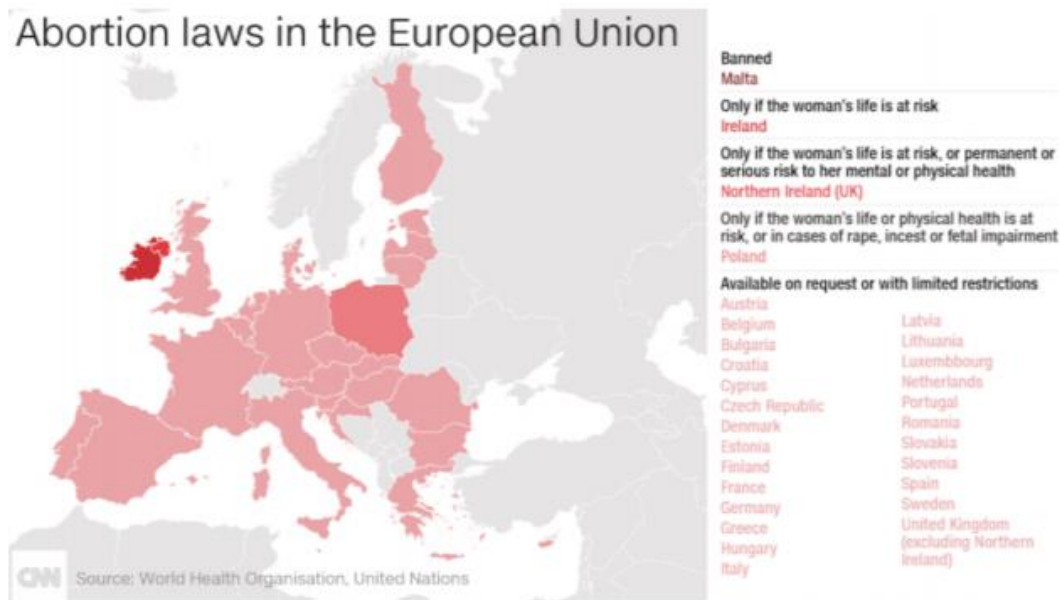 Abortion laws in the European Union
Banned
Malta
Only if the woman's life is at risk
Ireland
Only if the woman's life is at risk, or permanent or
serious risk to her mental or physical health
Northern Ireland (UK)
Only if the woman's life or physical health is at
risk, or in cases of rape, incest or fetal impairment
Poland
Available on request or with limited restrictions
Austria
Belgium
Bulgaria
Croatia
Cyprus
Czech Republic
Denmark
Estonia
Finland
France
Germany
Greece
Hungary
Italy
Latvia
Lithuania
Luxembbourg
Netherlands
Portugal
Romania
Slovakia
Slovenia
Spain
Sweden
United Kingdom
(excluding Northern
Ireland)
CNN
Source: World Health Organisation, United Nations